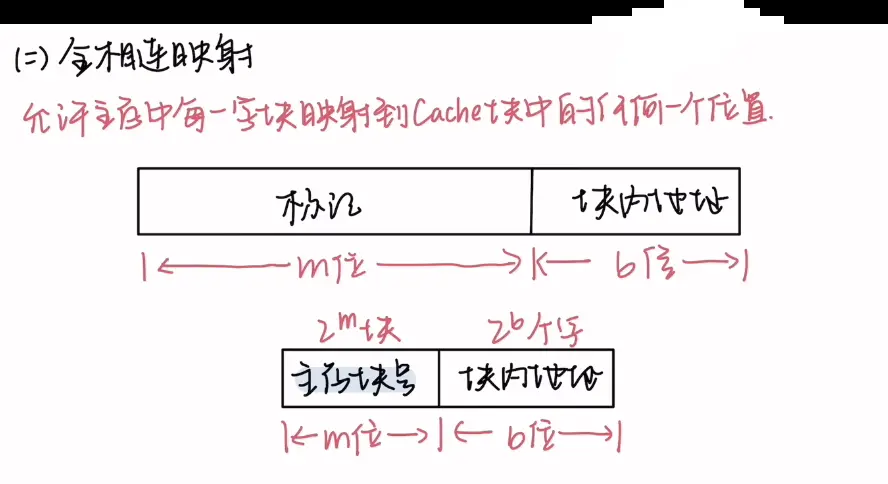 (二) 全相连映射
允许主存中每一字块映射到Cache块中的任何一个位置.
标记 块内地址
m位 b位
2^m块 2^b个字
主存块号 块内地址
m位 b位